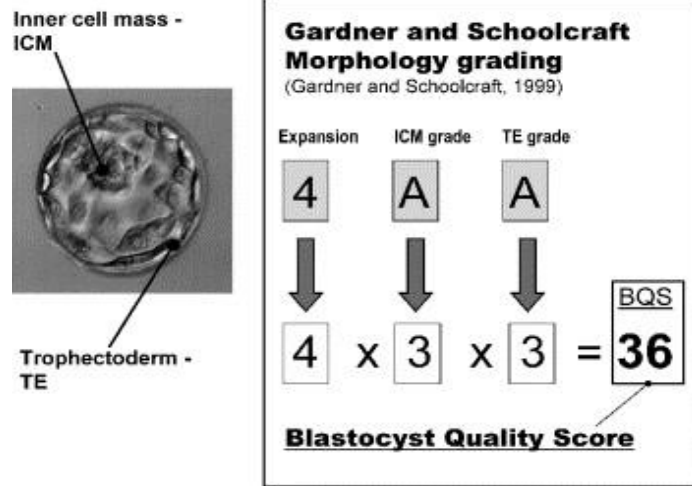 Inner cell mass -
ICM
Trophectoderm -
TE
Gardner and Schoolcraft
Morphology grading
(Gardner and Schoolcraft, 1999)
Expansion ICM grade TE grade
4 A A
BQS
4 x 3 x 3 = 36
Blastocyst Quality Score